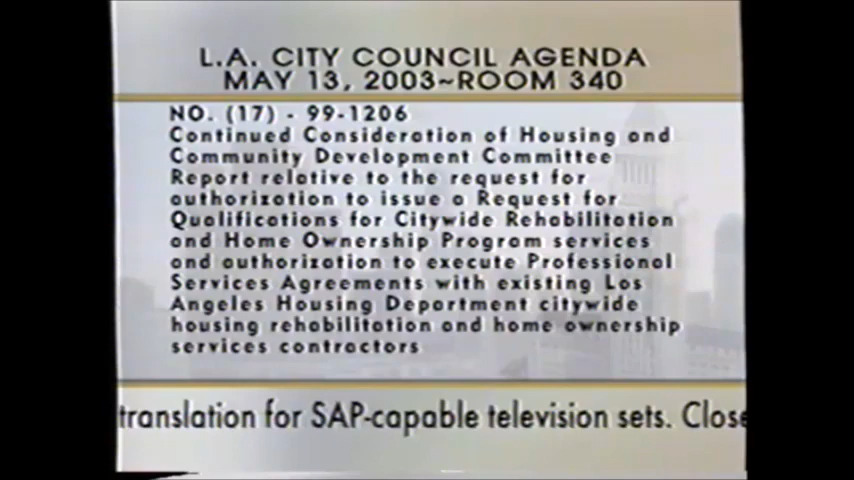 L.A. CITY COUNCIL AGENDA
MAY 13, 2003~ROOM 340
NO. (17) - 99-1206
Continued Consideration of Housing and
Community Development Committee
Report relative to the request for
authorization to issue a Request for
Qualifications for Citywide Rehabilitation
and Home Ownership Program services
and authorization to execute Professional
Services Agreements with existing Los
Angeles Housing Department citywide
housing rehabilitation and home ownership
services contractors
translation for SAP-capable television sets. Close